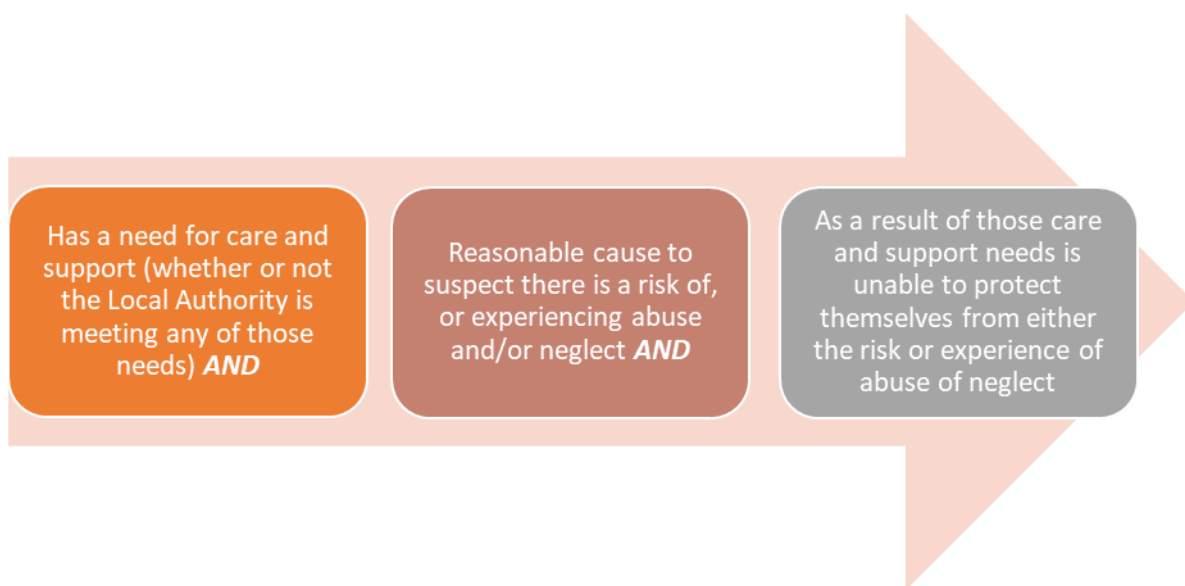 Has a need for care and
support (whether or not
the Local Authority is
meeting any of those
needs) AND
Reasonable cause to
suspect there is a risk of,
or experiencing abuse
and/or neglect AND
As a result of those care
and support needs is
unable to protect
themselves from either
the risk or experience of
abuse of neglect